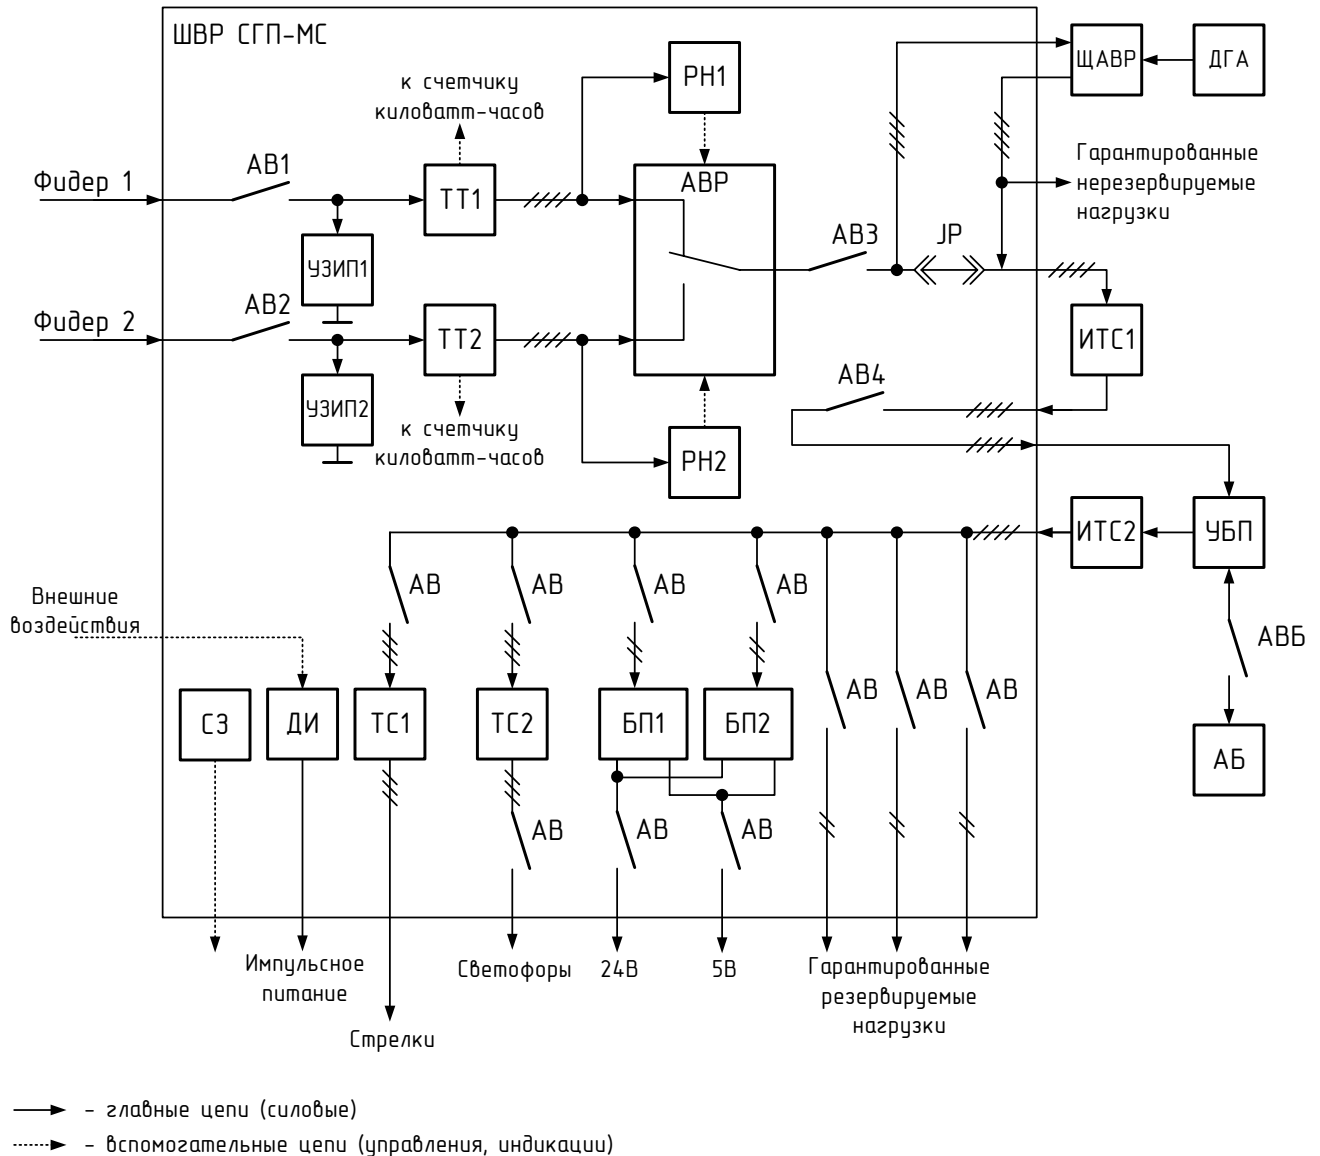 ШВР СГП-МС
к счетчику
киловатт-часов
РН1
ЩАВР
ДГА
Гарантированные
нерезервируемые
нагрузки
Фидер 1
АВ1
ТТ1
АВР
АВ3
JP
УЗИП1
Фидер 2
АВ2
ТТ2
ИТС1
УЗИП2
к счетчику
киловатт-часов
РН2
АВ4
ИТС2
УБП
Внешние
воздействия
АВ
АВ
АВ
АВ
АВБ
СЗ
ДИ
ТС1
ТС2
БП1
БП2
АВ
АВ
АВ
АБ
АВ
АВ
АВ
Импульсное
питание
Светофоры
24В
5В
Гарантированные
резервируемые
нагрузки
Стрелки
- главные цепи (силовые)
- вспомогательные цепи (управления, индикации)